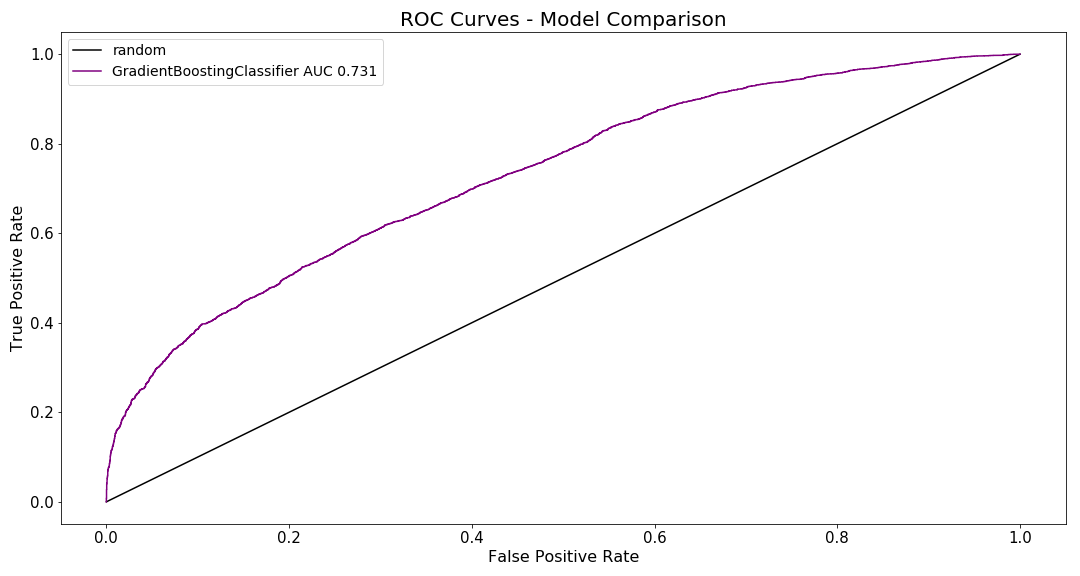 ROC Curves - Model Comparison
random
GradientBoostingClassifier AUC 0.731
1.0
0.8
0.6
0.4
0.2
0.0
True Positive Rate
0.0 0.2 0.4 0.6 0.8 1.0
False Positive Rate